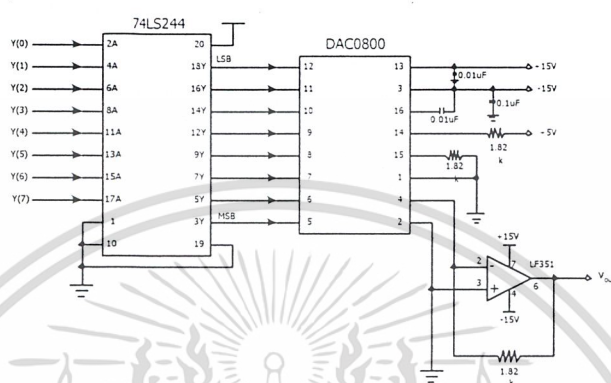 74LS244
Y(0)
Y(1)
Y(2)
Y(3)
Y(4)
Y(5)
Y(6)
Y(7)
2A
4A
6A
8A
11A
13A
15A
17A
1
10
20
18Y
16Y
14Y
12Y
9Y
7Y
5Y
3Y
19
LSB
MSB
DAC0800
12
11
10
9
8
7
6
5
13
3
16
14
15
1
4
2
0.01uF
0.01uF
0.1uF
-15V
-15V
-5V
1.82
k
1.82
k
+15V
LF351
2
-
3
+
7
4
6
-15V
1.82
k